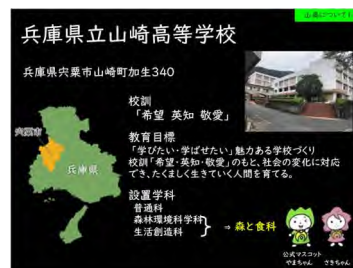 ①森について
兵庫県立山崎高等学校
兵庫県宍粟市山崎町加生340
校訓
「希望 英知 敬愛」
教育目標
「学びたい・学ばせたい」魅力ある学校づくり
校訓「希望・英知・敬愛」のもと、社会の変化に対応
でき、たくましく生きていく人間を育てる。
宍粟市
兵庫県
設置学科
普通科
森林環境科学科
生活創造科
⇒ 森と食科
公式マスコット
やまちゃん さきちゃん